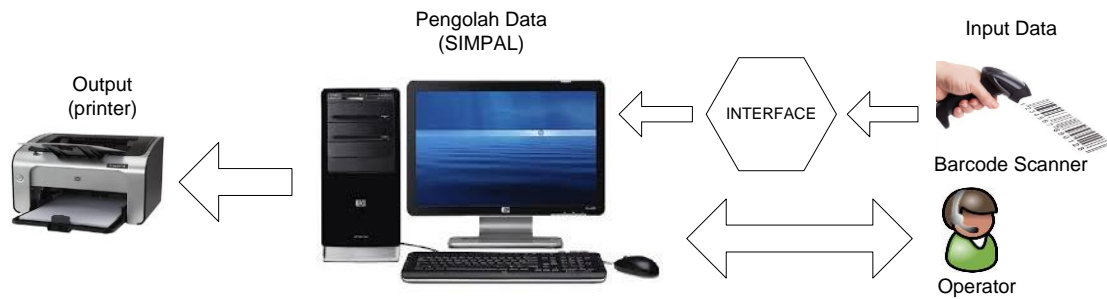 Pengolah Data
(SIMPAL)
Input Data
Output
(printer)
INTERFACE
Barcode Scanner
Operator